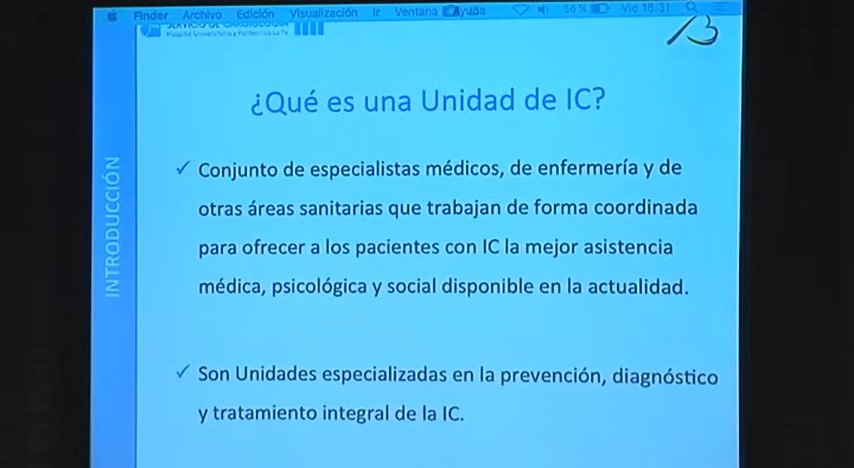 Finder Archivo Edición Visualización Ir Ventana Ayuda 56% Vie 18:31
SERVICIO DE CARDIOLOGÍA
Hospital Universitario y Politécnico La Fe
¿Qué es una Unidad de IC?
INTRODUCCIÓN
✓ Conjunto de especialistas médicos, de enfermería y de
otras áreas sanitarias que trabajan de forma coordinada
para ofrecer a los pacientes con IC la mejor asistencia
médica, psicológica y social disponible en la actualidad.
✓ Son Unidades especializadas en la prevención, diagnóstico
y tratamiento integral de la IC.